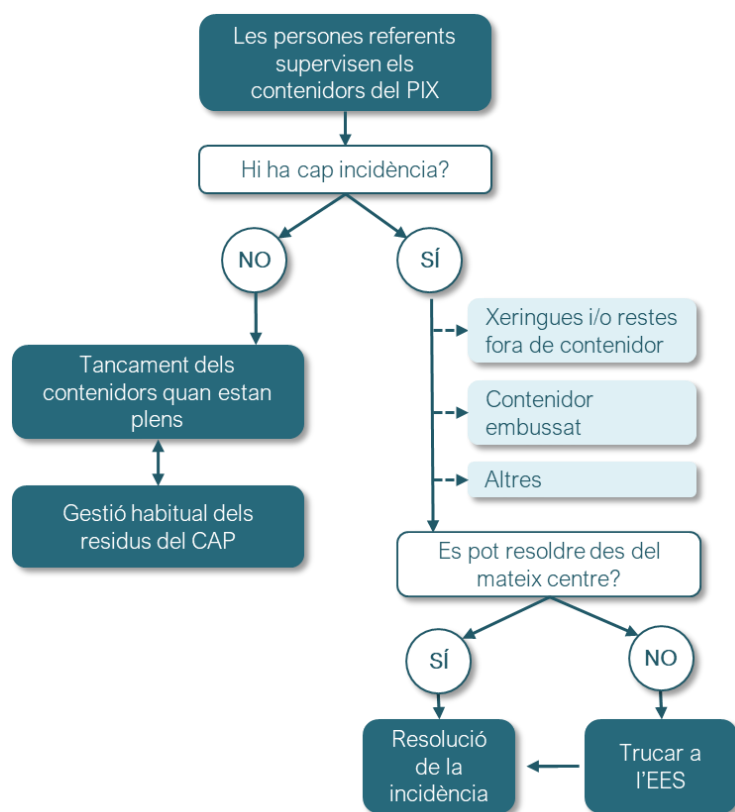 Les persones referents
supervisen els
contenidors del PIX
Hi ha cap incidència?
NO
SÍ
Xeringues i/o restes
fora de contenidor
Tancament dels
contenidors quan estan
plens
Contenidor
embussat
Altres
Gestió habitual dels
residus del CAP
Es pot resoldre des del
mateix centre?
SÍ
NO
Resolució
de la
incidència
Trucar a
l'EES